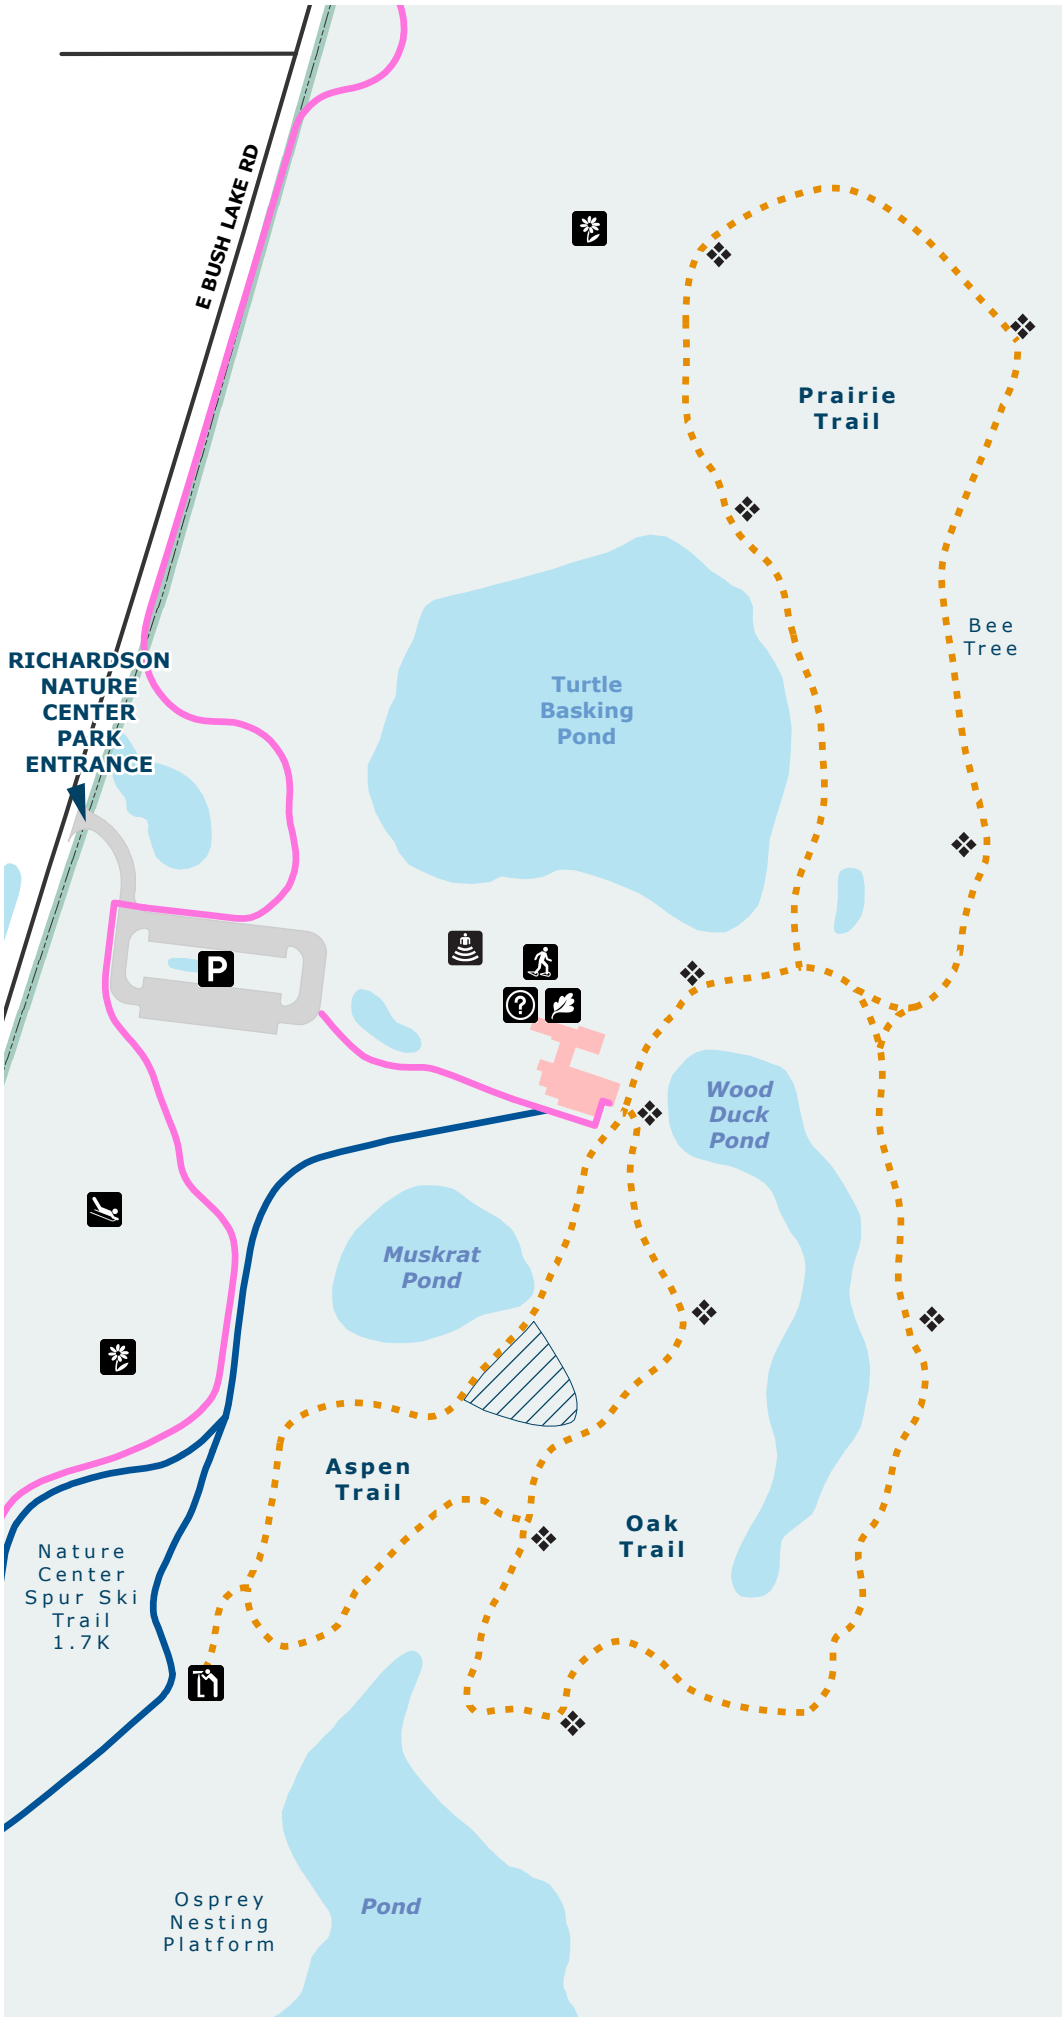 E BUSH LAKE RD
Prairie
Trail
Bee
Tree
RICHARDSON
NATURE
CENTER
PARK
ENTRANCE
Turtle
Basking
Pond
P
?
Wood
Duck
Pond
Muskrat
Pond
Aspen
Trail
Oak
Trail
Nature
Center
Spur Ski
Trail
1.7K
Osprey
Nesting
Platform
Pond